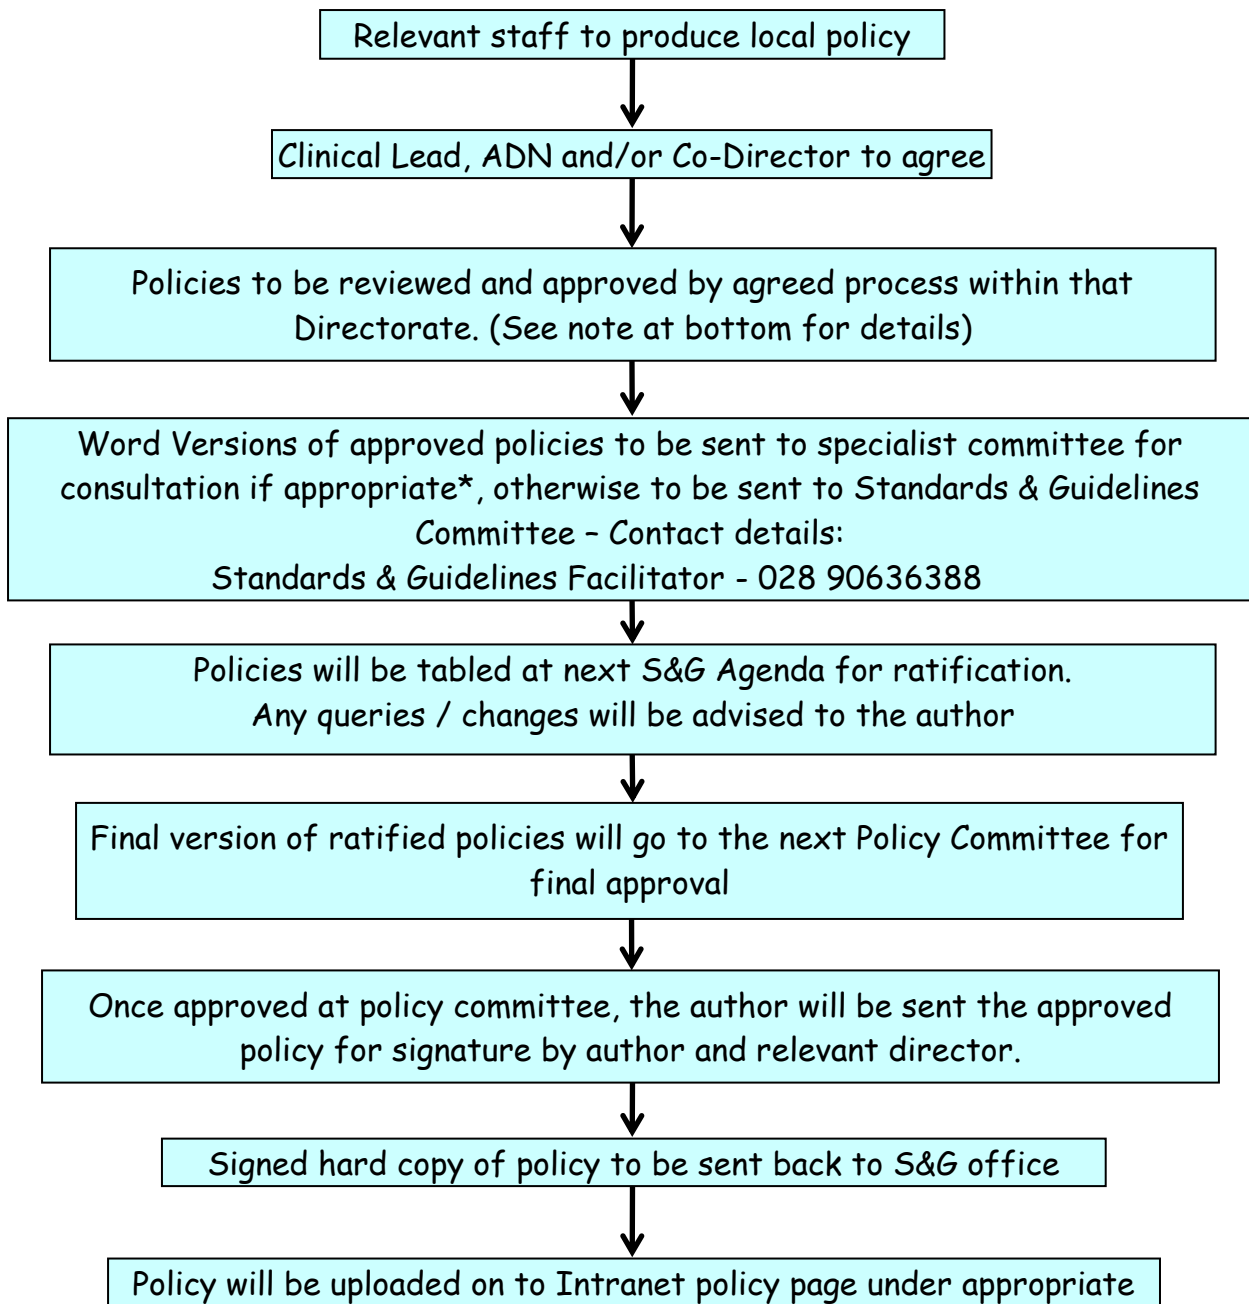 Relevant staff to produce local policy
Clinical Lead, ADN and/or Co-Director to agree
Policies to be reviewed and approved by agreed process within that
Directorate. (See note at bottom for details)
Word Versions of approved policies to be sent to specialist committee for
consultation if appropriate*, otherwise to be sent to Standards & Guidelines
Committee – Contact details:
Standards & Guidelines Facilitator - 028 90636388
Policies will be tabled at next S&G Agenda for ratification.
Any queries / changes will be advised to the author
Final version of ratified policies will go to the next Policy Committee for
final approval
Once approved at policy committee, the author will be sent the approved
policy for signature by author and relevant director.
Signed hard copy of policy to be sent back to S&G office
Policy will be uploaded on to Intranet policy page under appropriate